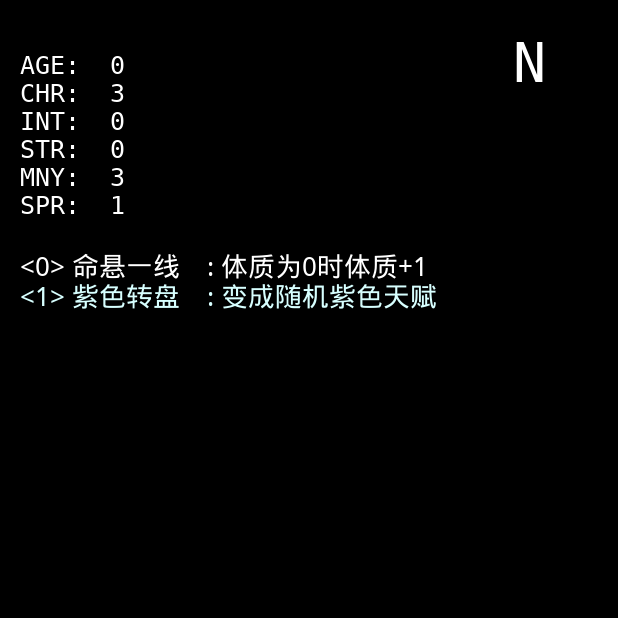 N
AGE: 0
CHR: 3
INT: 0
STR: 0
MNY: 3
SPR: 1
<0> 命悬一线 : 体质为0时体质+1
<1> 紫色转盘 : 变成随机紫色天赋